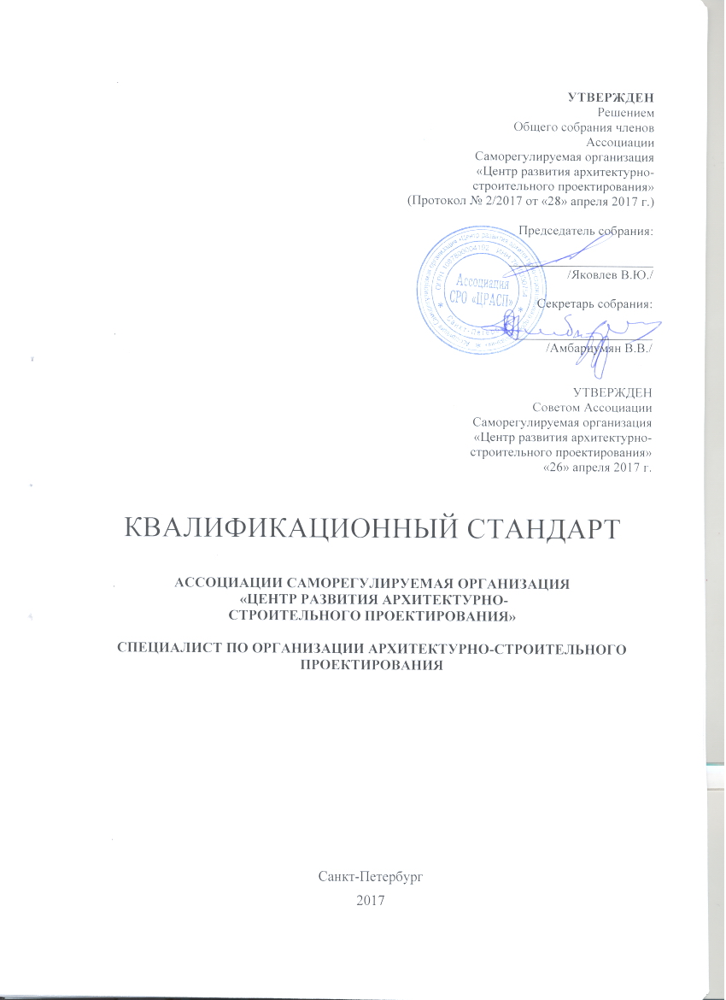 УТВЕРЖДЕН
Решением
Общего собрания членов
Ассоциации
Саморегулируемая организация
«Центр развития архитектурно-
строительного проектирования»
(Протокол № 2/2017 от «28» апреля 2017 г.)
Председатель собрания:
/Яковлев В.Ю./
Ассоциация
СРО «ЦРАСП»
Секретарь собрания:
/Амбарцумян В.В./
УТВЕРЖДЕН
Советом Ассоциации
Саморегулируемая организация
«Центр развития архитектурно-
строительного проектирования»
«26» апреля 2017 г.
КВАЛИФИКАЦИОННЫЙ СТАНДАРТ
АССОЦИАЦИИ САМОРЕГУЛИРУЕМАЯ ОРГАНИЗАЦИЯ
«ЦЕНТР РАЗВИТИЯ АРХИТЕКТУРНО-
СТРОИТЕЛЬНОГО ПРОЕКТИРОВАНИЯ»
СПЕЦИАЛИСТ ПО ОРГАНИЗАЦИИ АРХИТЕКТУРНО-СТРОИТЕЛЬНОГО
ПРОЕКТИРОВАНИЯ
Санкт-Петербург
2017